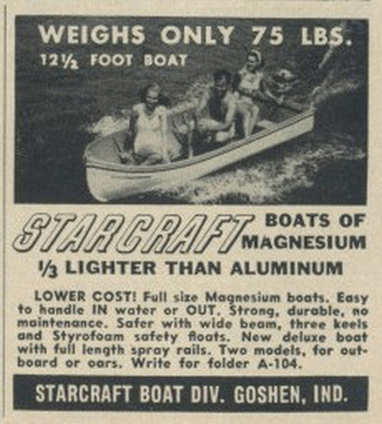 WEIGHS ONLY 75 LBS.
12½ FOOT BOAT
STARCRAFT BOATS OF MAGNESIUM
⅓ LIGHTER THAN ALUMINUM
LOWER COST! Full size Magnesium boats. Easy
to handle IN water or OUT. Strong, durable, no
maintenance. Safer with wide beam, three keels
and Styrofoam safety floats. New deluxe boat
with full length spray rails. Two models, for out-
board or oars. Write for folder A-104.
STARCRAFT BOAT DIV. GOSHEN, IND.